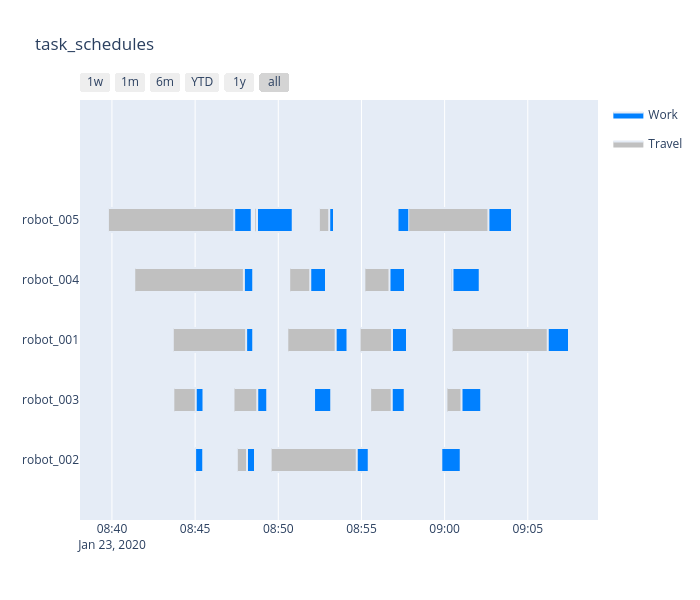 task_schedules
1w 1m 6m YTD 1y all
Work
Travel
robot_005
robot_004
robot_001
robot_003
robot_002
08:40 08:45 08:50 08:55 09:00 09:05
Jan 23, 2020